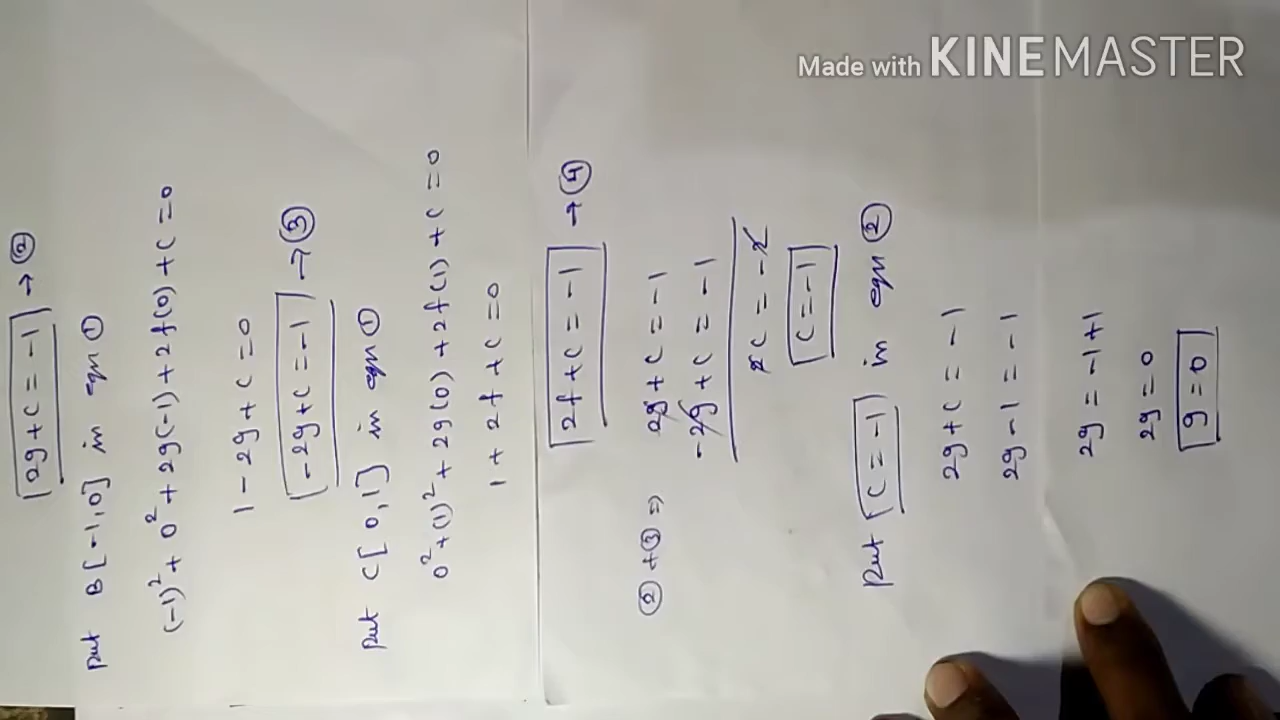 Made with KINEMASTER
2g+c=-1 → ②
Put B[-1,0] in eqn ①
(-1)²+0²+2g(-1)+2f(0)+c=0
1-2g+c=0
-2g+c=-1 → ③
Put C[0,1] in eqn ①
0²+(1)²+2g(0)+2f(1)+c=0
1+2f+c=0
2f+c=-1 → ④
②+③⇒ 2g+c=-1
-2g+c=-1
2c=-2
c=-1
Put c=-1 in eqn ②
2g+c=-1
2g-1=-1
2g=-1+1
2g=0
g=0